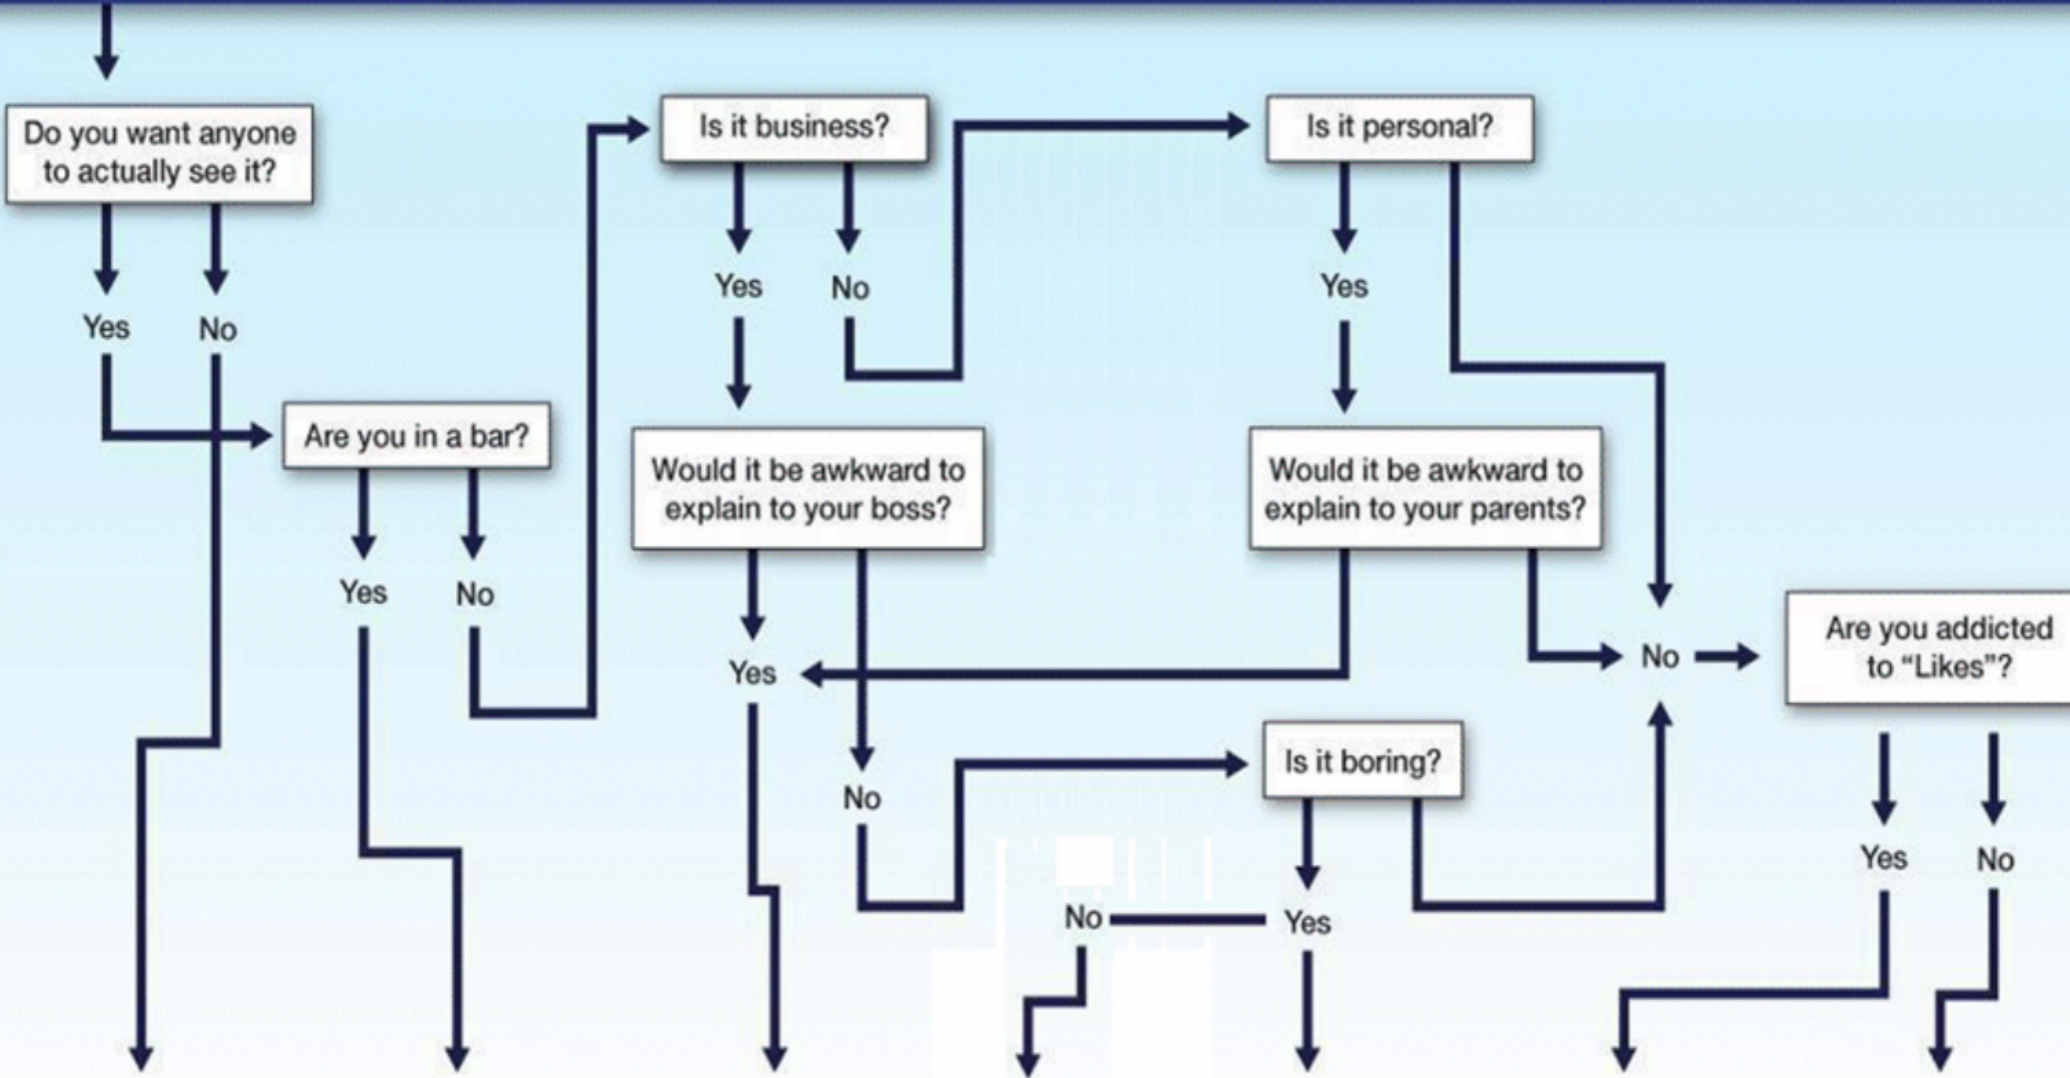 Do you want anyone
to actually see it?
Yes
No
Are you in a bar?
Yes
No
Is it business?
Yes
No
Would it be awkward to
explain to your boss?
Yes
No
Is it personal?
Yes
Would it be awkward to
explain to your parents?
No
Is it boring?
No
Yes
Are you addicted
to “Likes”?
Yes
No